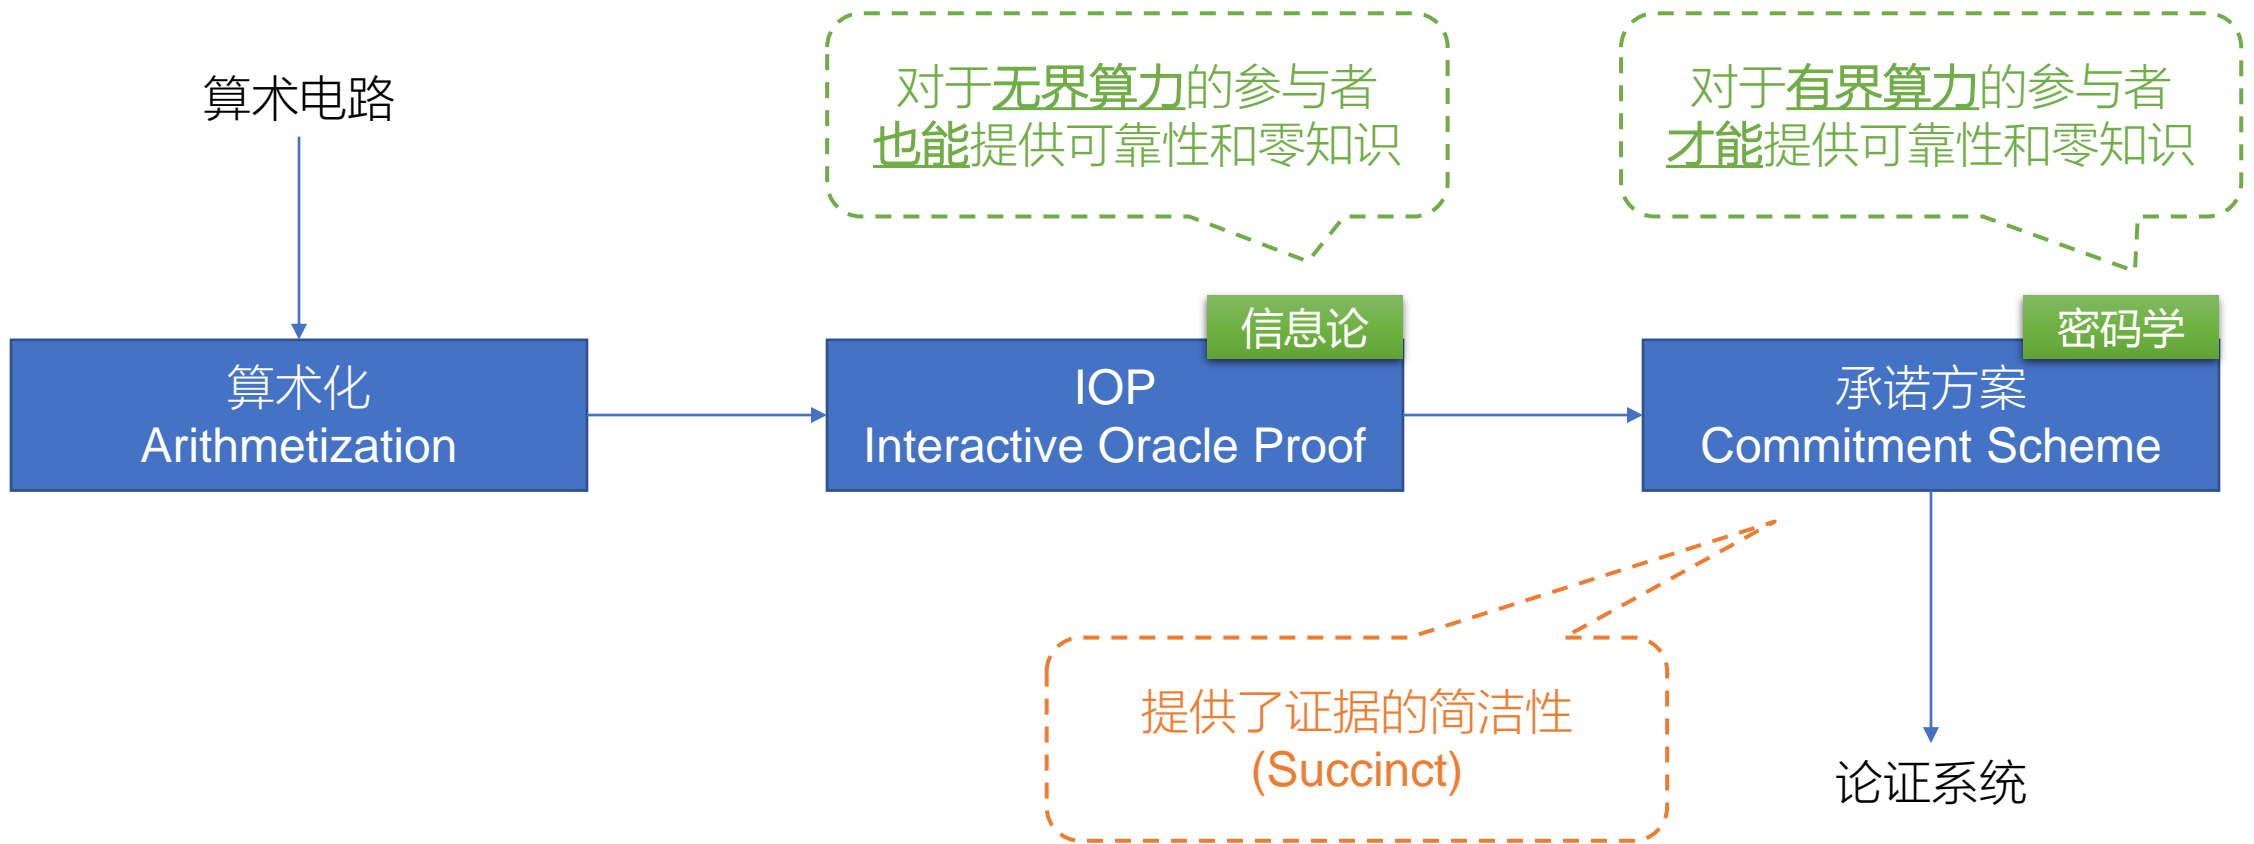 算术电路
对于无界算力的参与者
也能提供可靠性和零知识
对于有界算力的参与者
才能提供可靠性和零知识
算术化
Arithmetization
信息论
IOP
Interactive Oracle Proof
密码学
承诺方案
Commitment Scheme
提供了证据的简洁性
(Succinct)
论证系统